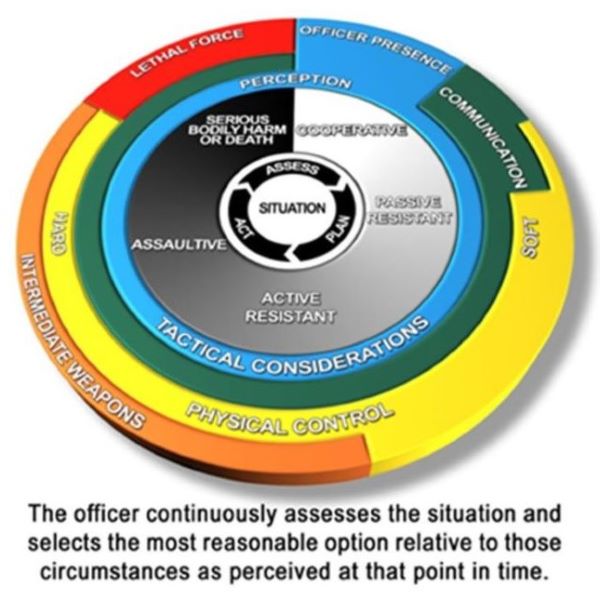 LETHAL FORCE
OFFICER PRESENCE
COMMUNICATION
PERCEPTION
SERIOUS
BODILY HARM
OR DEATH
COOPERATIVE
ASSESS
SITUATION
PLAN
ACT
PASSIVE
RESISTANT
ASSAULTIVE
ACTIVE
RESISTANT
HARD
SOFT
TACTICAL CONSIDERATIONS
INTERMEDIATE WEAPONS
PHYSICAL CONTROL
The officer continuously assesses the situation and
selects the most reasonable option relative to those
circumstances as perceived at that point in time.